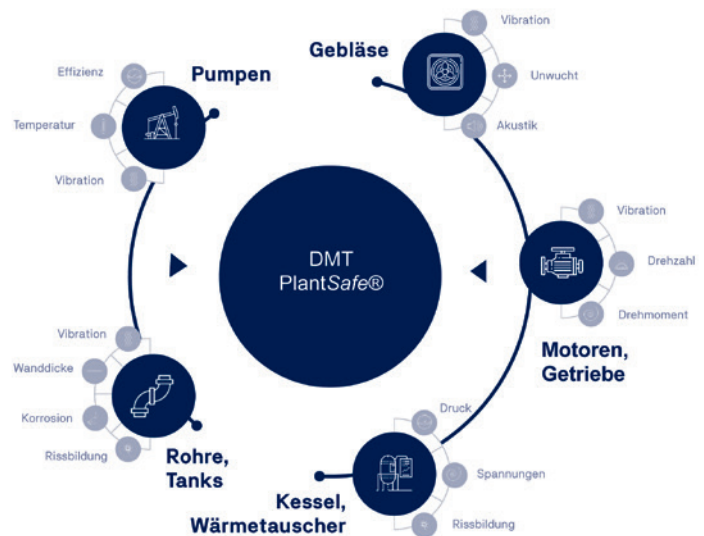 Vibration
Gebläse
Unwucht
Akustik
Effizienz
Pumpen
Temperatur
Vibration
DMT
PlantSafe®
Vibration
Drehzahl
Drehmoment
Motoren,
Getriebe
Vibration
Wanddicke
Korrosion
Rissbildung
Rohre,
Tanks
Druck
Spannungen
Rissbildung
Kessel,
Wärmetauscher